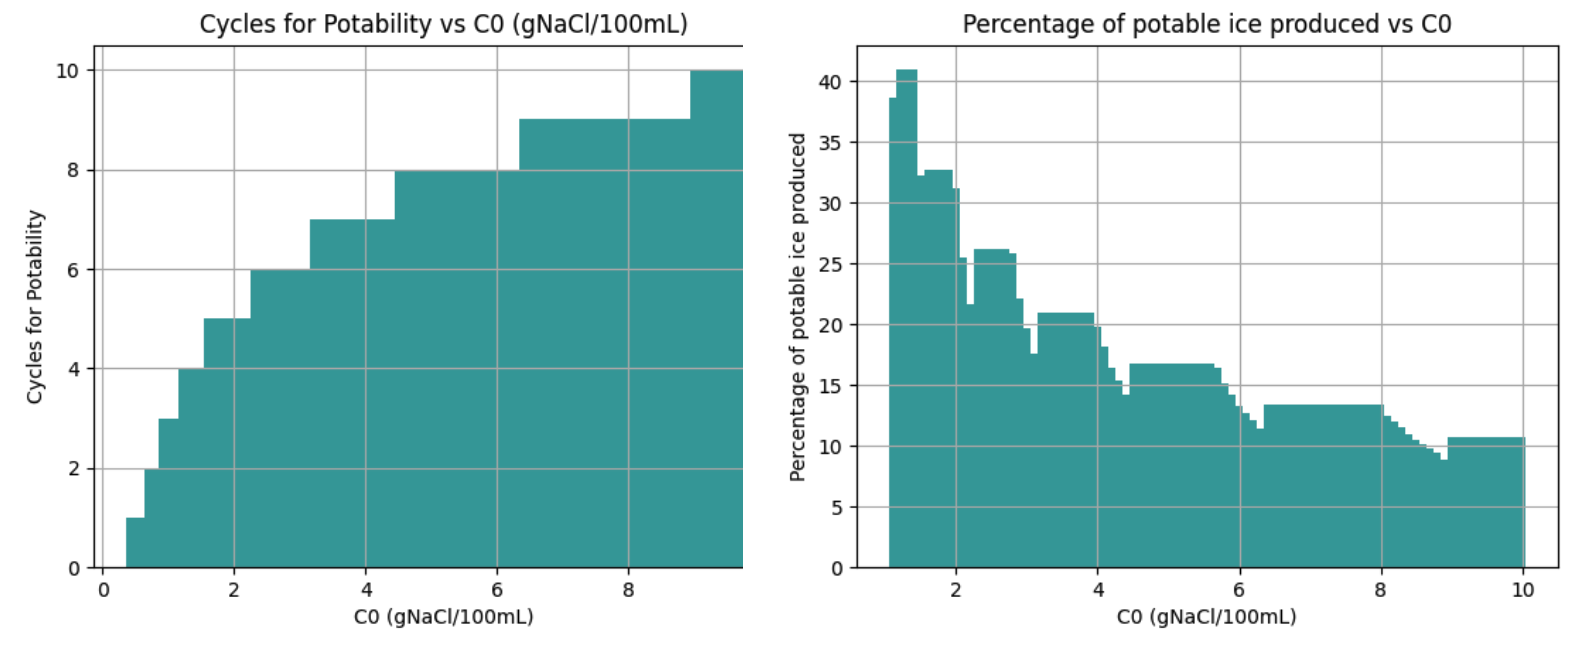 Cycles for Potability vs C0 (gNaCl/100mL)
10
8
6
4
2
0
Cycles for Potability
0 2 4 6 8
C0 (gNaCl/100mL)
Percentage of potable ice produced vs C0
40
35
30
25
20
15
10
5
0
Percentage of potable ice produced
2 4 6 8 10
C0 (gNaCl/100mL)